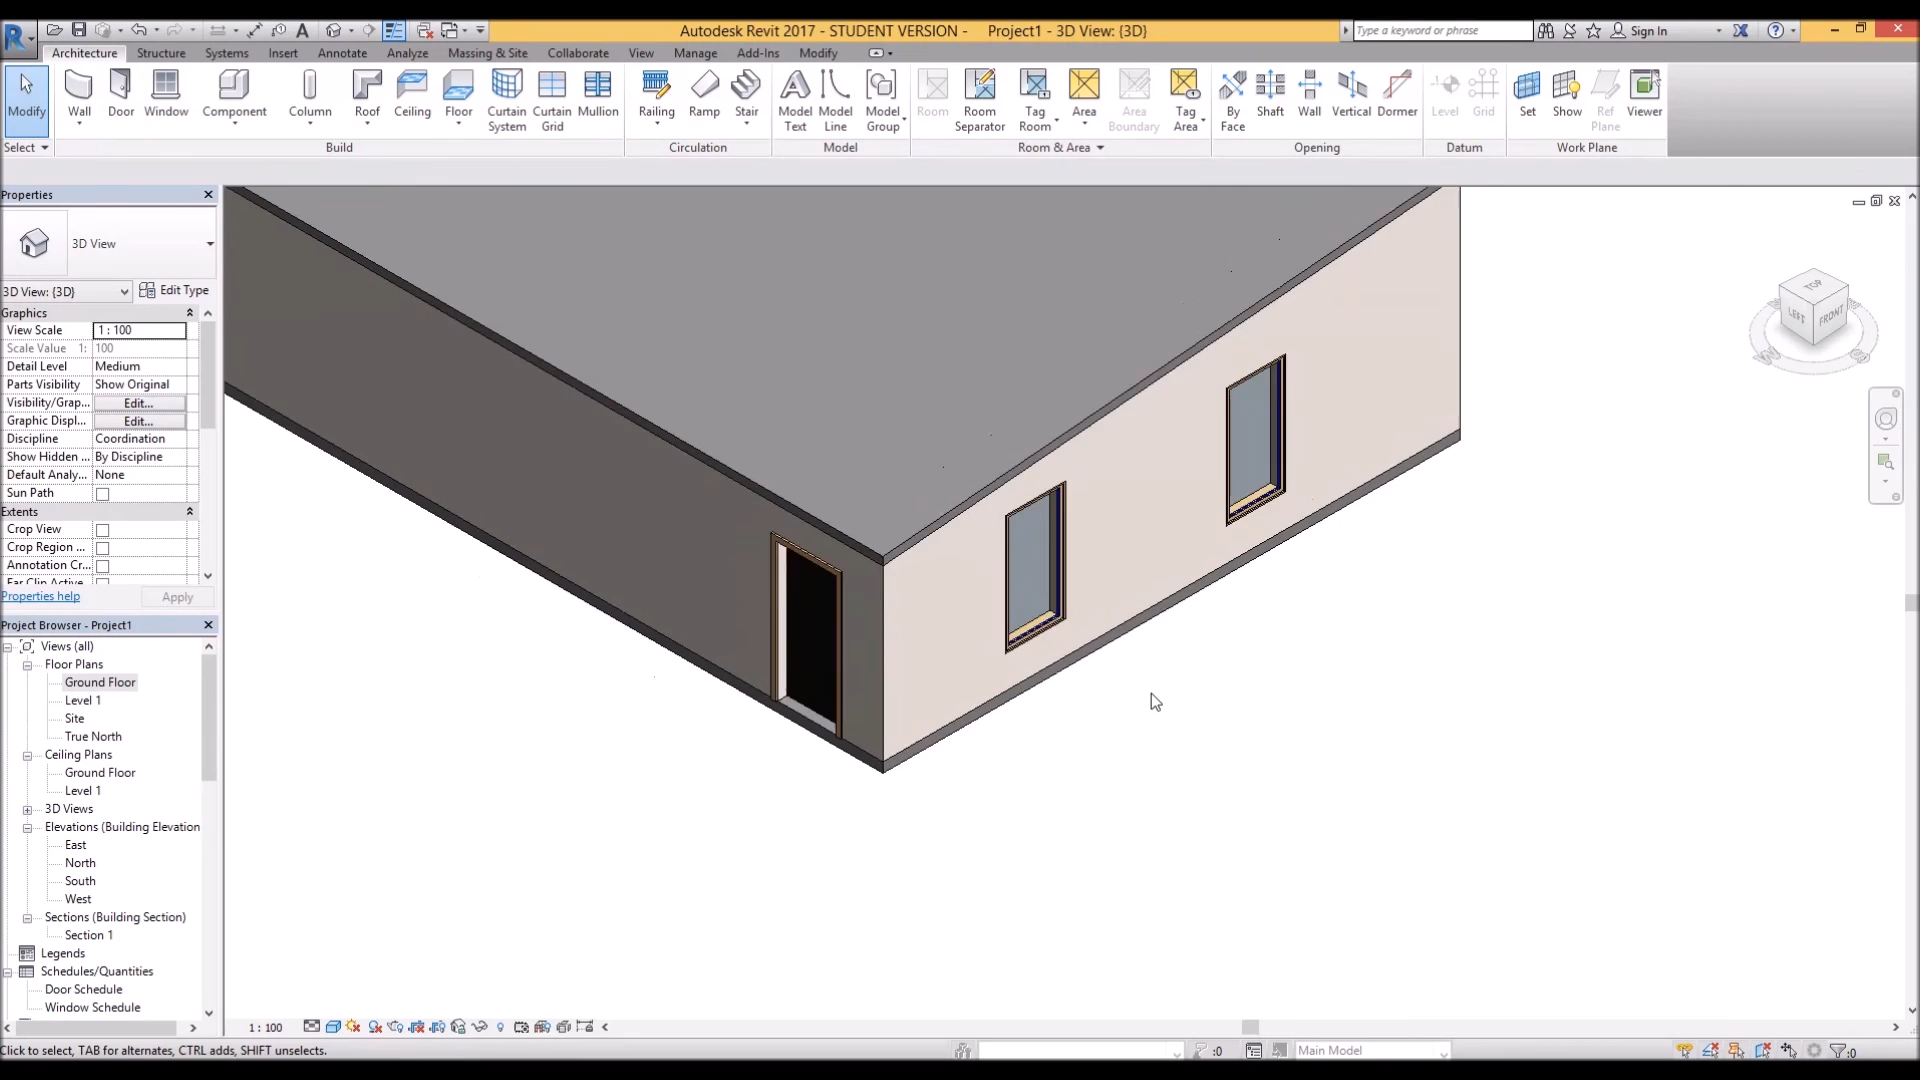 Autodesk Revit 2017 - STUDENT VERSION - Project1 - 3D View: {3D}
Type a keyword or phrase
Sign In
Architecture Structure Systems Insert Annotate Analyze Massing & Site Collaborate View Manage Add-Ins Modify
Modify Wall Door Window Component Column Roof Ceiling Floor Curtain System Curtain Grid Mullion Railing Ramp Stair Model Text Model Line Model Group Room Room Separator Tag Room Area Area Boundary Tag Area By Face Shaft Wall Vertical Dormer Level Grid Set Show Ref Plane Viewer
Select Build Circulation Model Room & Area Opening Datum Work Plane
Properties
3D View
3D View: {3D} Edit Type
Graphics
View Scale 1 : 100
Scale Value 1: 100
Detail Level Medium
Parts Visibility Show Original
Visibility/Grap... Edit...
Graphic Displ... Edit...
Discipline Coordination
Show Hidden ... By Discipline
Default Analy... None
Sun Path
Extents
Crop View
Crop Region ...
Annotation Cr...
Far Clip Active
Properties help Apply
Project Browser - Project1
Views (all)
Floor Plans
Ground Floor
Level 1
Site
True North
Ceiling Plans
Ground Floor
Level 1
3D Views
Elevations (Building Elevation
East
North
South
West
Sections (Building Section)
Section 1
Legends
Schedules/Quantities
Door Schedule
Window Schedule
TOP
LEFT
FRONT
1 : 100
Click to select, TAB for alternates, CTRL adds, SHIFT unselects.
:0
Main Model
:0